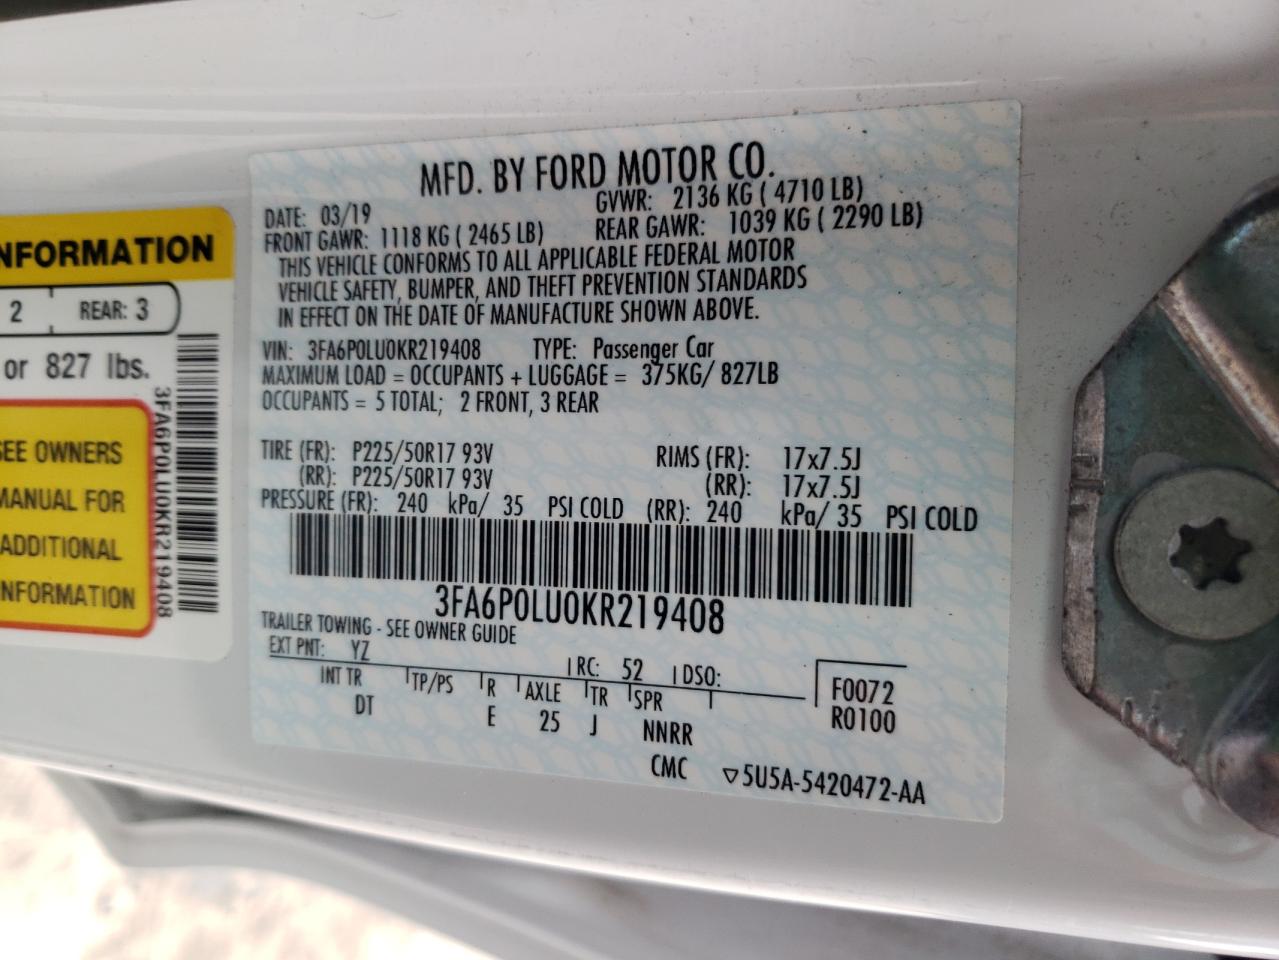 NFORMATION
2 REAR: 3
or 827 lbs.
SEE OWNERS
MANUAL FOR
ADDITIONAL
INFORMATION
3FA6P0LU0KR219408
MFD. BY FORD MOTOR CO.
DATE: 03/19 GVWR: 2136 KG ( 4710 LB)
FRONT GAWR: 1118 KG ( 2465 LB) REAR GAWR: 1039 KG ( 2290 LB)
THIS VEHICLE CONFORMS TO ALL APPLICABLE FEDERAL MOTOR
VEHICLE SAFETY, BUMPER, AND THEFT PREVENTION STANDARDS
IN EFFECT ON THE DATE OF MANUFACTURE SHOWN ABOVE.
VIN: 3FA6P0LU0KR219408 TYPE: Passenger Car
MAXIMUM LOAD = OCCUPANTS + LUGGAGE = 375KG/ 827LB
OCCUPANTS = 5 TOTAL; 2 FRONT, 3 REAR
TIRE (FR): P225/50R17 93V RIMS (FR): 17x7.5J
(RR): P225/50R17 93V (RR): 17x7.5J
PRESSURE (FR): 240 kPa/ 35 PSI COLD (RR): 240 kPa/ 35 PSI COLD
3FA6P0LU0KR219408
TRAILER TOWING - SEE OWNER GUIDE
EXT PNT: YZ RC: 52 DSO:
INT TR TP/PS R AXLE TR SPR F0072
DT E 25 J NNRR R0100
CMC ▽5U5A-5420472-AA